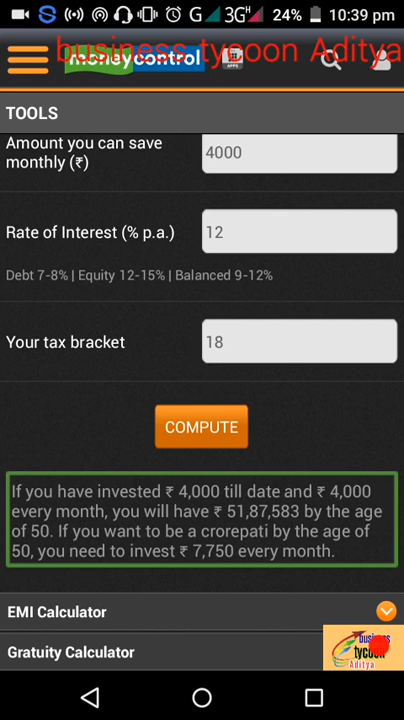 G 3G H 24% 10:39 pm
business tycoon Aditya
moneycontrol
APPS
TOOLS
Amount you can save
monthly (₹)
4000
Rate of Interest (% p.a.)
12
Debt 7-8% | Equity 12-15% | Balanced 9-12%
Your tax bracket
18
COMPUTE
If you have invested ₹ 4,000 till date and ₹ 4,000
every month, you will have ₹ 51,87,583 by the age
of 50. If you want to be a crorepati by the age of
50, you need to invest ₹ 7,750 every month.
EMI Calculator
Gratuity Calculator
business
tycoon
Aditya